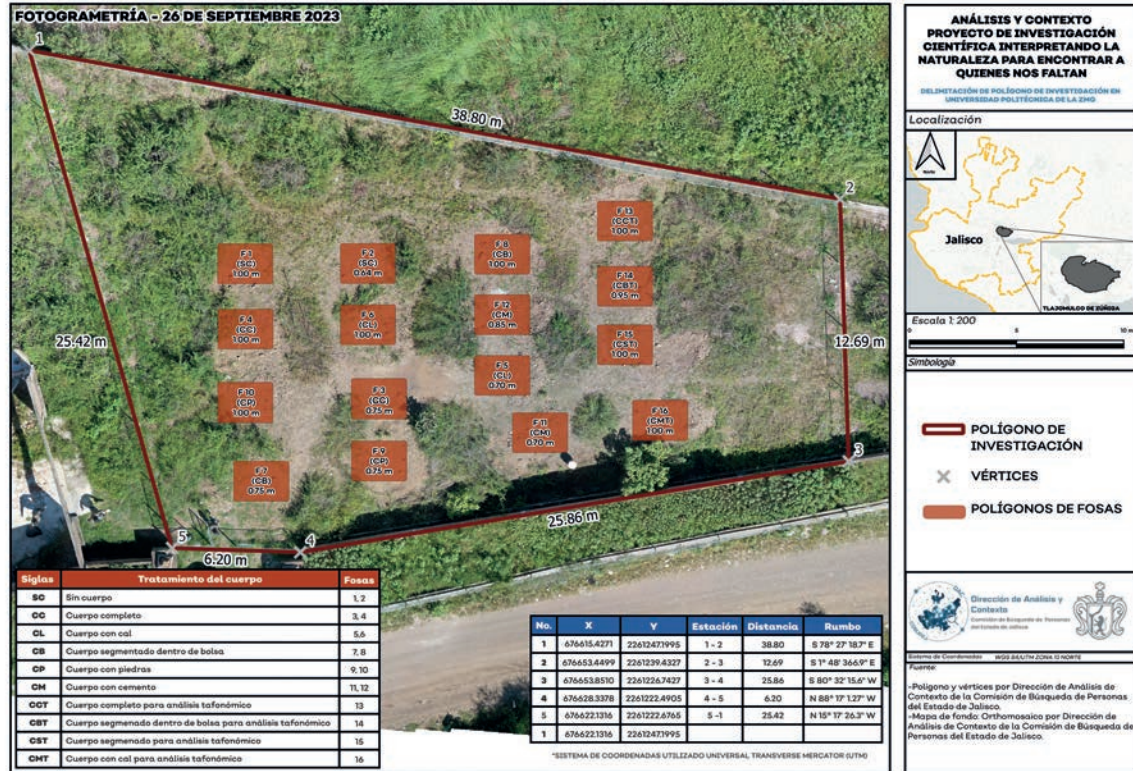 FOTOGRAMETRÍA - 26 DE SEPTIEMBRE 2023
1
38.80 m
2
25.42 m
12.69 m
3
25.86 m
4
6.20 m
5
F 1
(SC)
1.00 m
F 2
(SC)
0.64 m
F 8
(CB)
1.00 m
F 13
(CCT)
1.00 m
F 4
(CC)
1.00 m
F 6
(CL)
1.00 m
F 12
(CM)
0.85 m
F 14
(CBT)
0.95 m
F 15
(CST)
1.00 m
F 10
(CP)
1.00 m
F 3
(CC)
0.75 m
F 5
(CL)
0.70 m
F 11
(CM)
0.70 m
F 16
(CMT)
1.00 m
F 7
(CB)
0.75 m
F 9
(CP)
0.75 m
Siglas Tratamiento del cuerpo Fosas
SC Sin cuerpo 1, 2
CC Cuerpo completo 3, 4
CL Cuerpo con cal 5,6
CB Cuerpo segmentado dentro de bolsa 7, 8
CP Cuerpo con piedras 9, 10
CM Cuerpo con cemento 11, 12
CCT Cuerpo completo para análisis tafonómico 13
CBT Cuerpo segmenado dentro de bolsa para análisis tafonómico 14
CST Cuerpo segmenado para análisis tafonómico 15
CMT Cuerpo con cal para análisis tafonómico 16
No. X Y Estación Distancia Rumbo
1 676615.4271 2261247.1995 1 - 2 38.80 S 78° 27' 18.7" E
2 676653.4499 2261239.4327 2 - 3 12.69 S 1° 48' 36.69" E
3 676653.8510 2261226.7427 3 - 4 25.86 S 80° 32' 15.6" W
4 676628.3378 2261222.4905 4 - 5 6.20 N 88° 17' 1.27" W
5 676622.1316 2261222.6765 5 -1 25.42 N 15° 17' 26.3" W
1 676622.1316 2261247.1995
*SISTEMA DE COORDENADAS UTILIZADO UNIVERSAL TRANSVERSE MERCATOR (UTM)
ANÁLISIS Y CONTEXTO
PROYECTO DE INVESTIGACIÓN
CIENTÍFICA INTERPRETANDO LA
NATURALEZA PARA ENCONTRAR A
QUIENES NOS FALTAN
DELIMITACIÓN DE POLÍGONO DE INVESTIGACIÓN EN
UNIVERSIDAD POLITÉCNICA DE LA ZMG
Localización
Norte
Jalisco
TLAJOMULCO DE ZÚÑIGA
Escala 1: 200
0 5 10 m
Simbología
POLÍGONO DE
INVESTIGACIÓN
VÉRTICES
POLÍGONOS DE FOSAS
Dirección de Análisis y
Contexto
Comisión de Búsqueda de Personas
del Estado de Jalisco
Sistema de Coordenadas WGS 84/UTM ZONA 13 NORTE
Fuente:
-Polígono y vértices por Dirección de Análisis de
Contexto de la Comisión de Búsqueda de Personas
del Estado de Jalisco.
-Mapa de fondo: Orthomosaico por Dirección de
Análisis de Contexto de la Comisión de Búsqueda de
Personas del Estado de Jalisco.